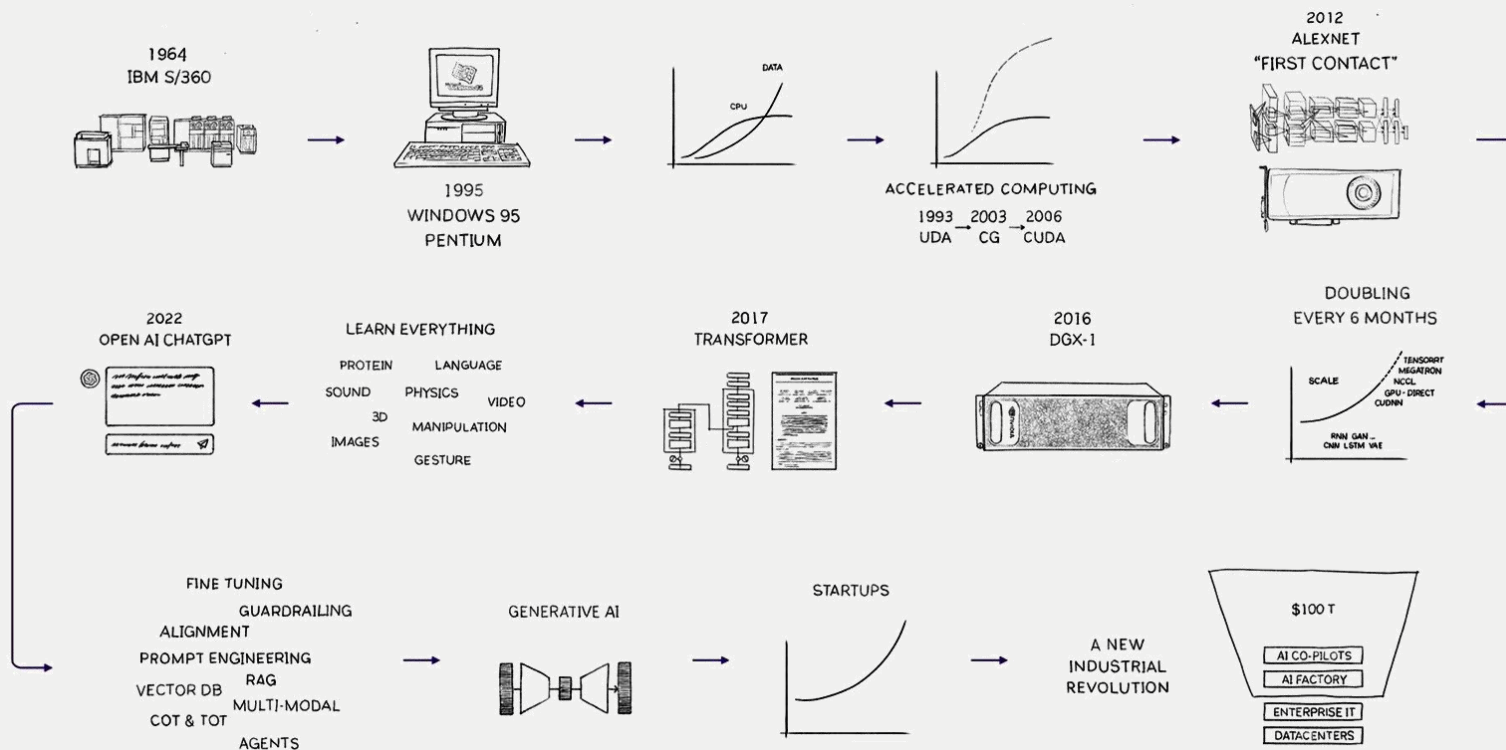 1964
IBM S/360
1995
WINDOWS 95
PENTIUM
DATA
CPU
ACCELERATED COMPUTING
1993 → 2003 → 2006
UDA CG CUDA
2012
ALEXNET
"FIRST CONTACT"
DOUBLING
EVERY 6 MONTHS
SCALE
TENSORRT
MEGATRON
NCCL
GPU-DIRECT
CUDNN
RNN GAN ...
CNN LSTM VAE
2016
DGX-1
2017
TRANSFORMER
LEARN EVERYTHING
PROTEIN LANGUAGE
SOUND PHYSICS VIDEO
3D MANIPULATION
IMAGES
GESTURE
2022
OPEN AI CHATGPT
FINE TUNING
GUARDRAILING
ALIGNMENT
PROMPT ENGINEERING
RAG
VECTOR DB
MULTI-MODAL
COT & TOT
AGENTS
GENERATIVE AI
STARTUPS
A NEW
INDUSTRIAL
REVOLUTION
$100 T
AI CO-PILOTS
AI FACTORY
ENTERPRISE IT
DATACENTERS